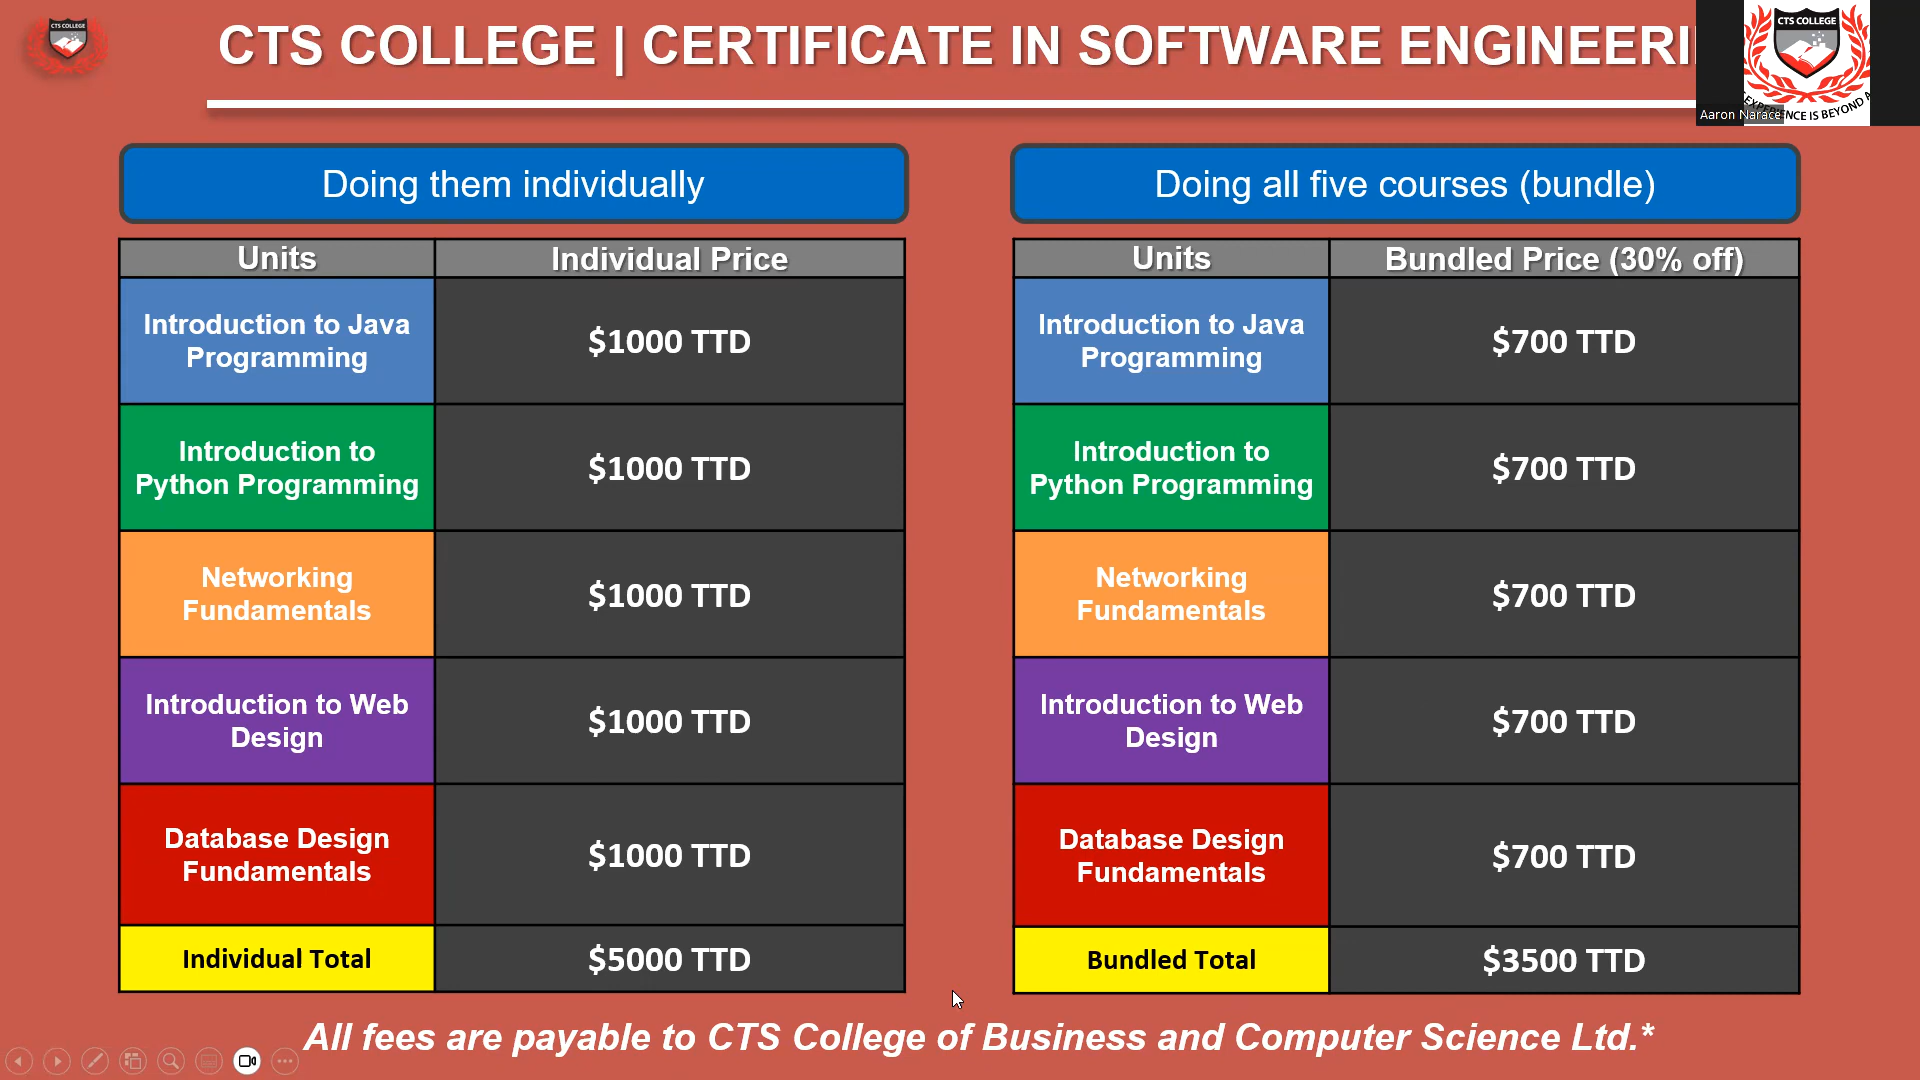 CTS COLLEGE
CTS COLLEGE | CERTIFICATE IN SOFTWARE ENGINEERI
CTS COLLEGE
EXPERIENCE IS BEYOND A
Aaron Narace
Doing them individually
Units Individual Price
Introduction to Java
Programming
$1000 TTD
Introduction to
Python Programming
$1000 TTD
Networking
Fundamentals
$1000 TTD
Introduction to Web
Design
$1000 TTD
Database Design
Fundamentals
$1000 TTD
Individual Total $5000 TTD
Doing all five courses (bundle)
Units Bundled Price (30% off)
Introduction to Java
Programming
$700 TTD
Introduction to
Python Programming
$700 TTD
Networking
Fundamentals
$700 TTD
Introduction to Web
Design
$700 TTD
Database Design
Fundamentals
$700 TTD
Bundled Total $3500 TTD
All fees are payable to CTS College of Business and Computer Science Ltd.*